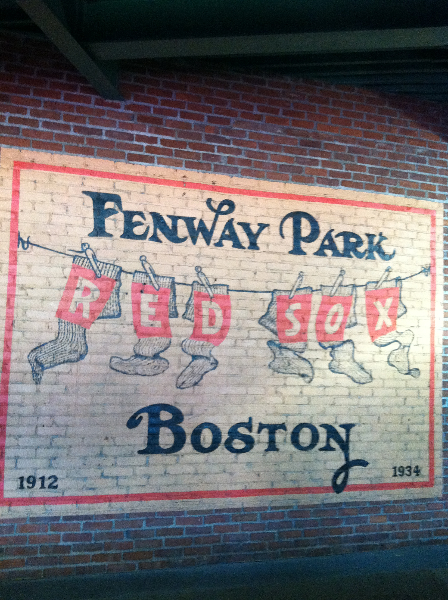 FENWAY PARK
RED SOX
BOSTON
1912 1934